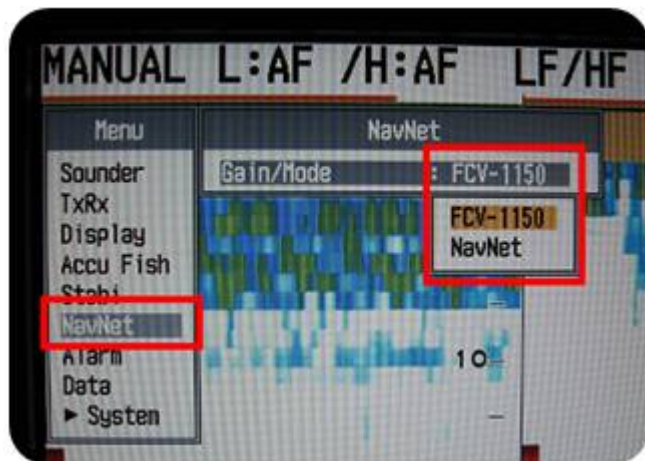 MANUAL L:AF /H:AF LF/HF
Menu
Sounder
TxRx
Display
Accu Fish
Stabi
NavNet
Alarm
Data
► System
NavNet
Gain/Mode : FCV-1150
FCV-1150
NavNet
10